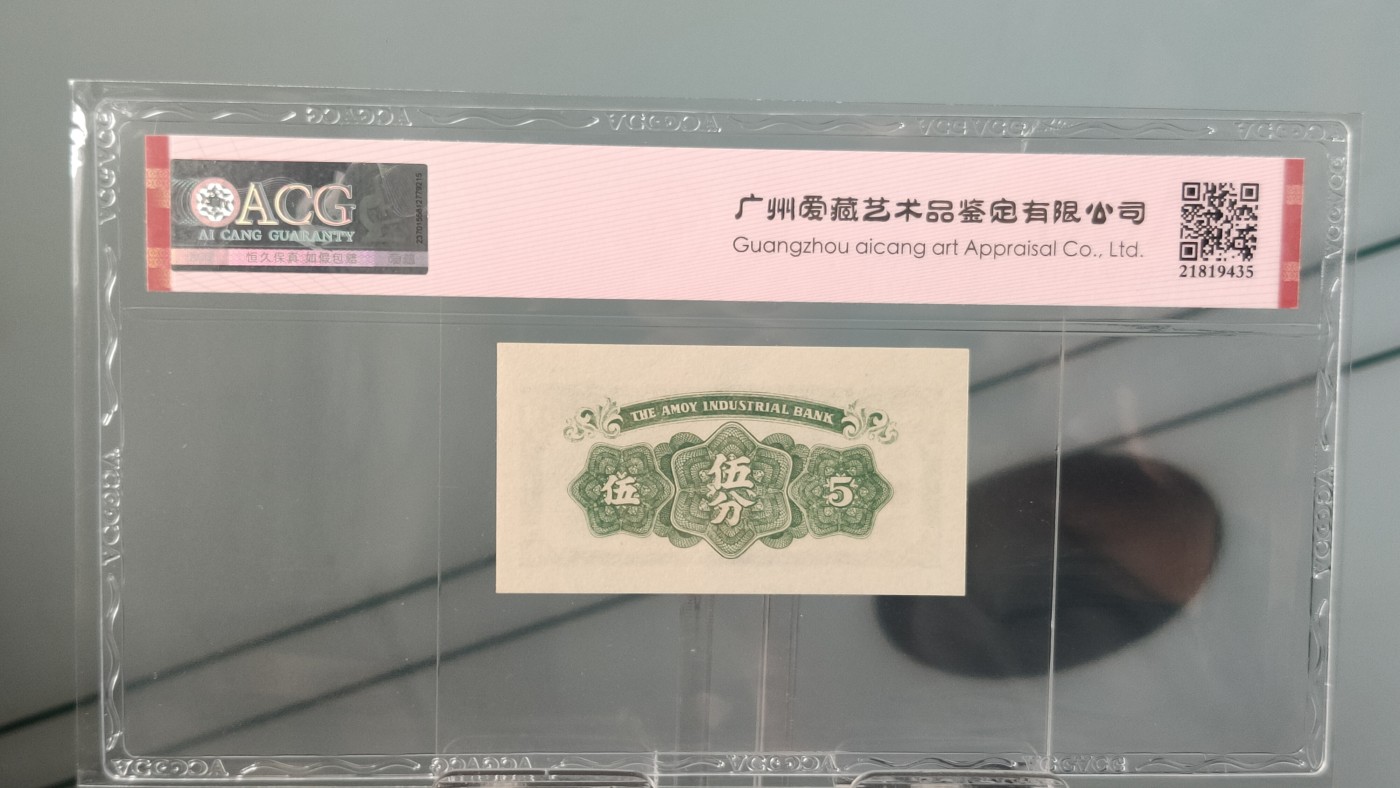 ACG
AI CANG GUARANTY
恒久保真 如假包赔
广州爱藏艺术品鉴定有限公司
Guangzhou aicang art Appraisal Co., Ltd.
21819435
THE AMOY INDUSTRIAL BANK
伍
伍分
5